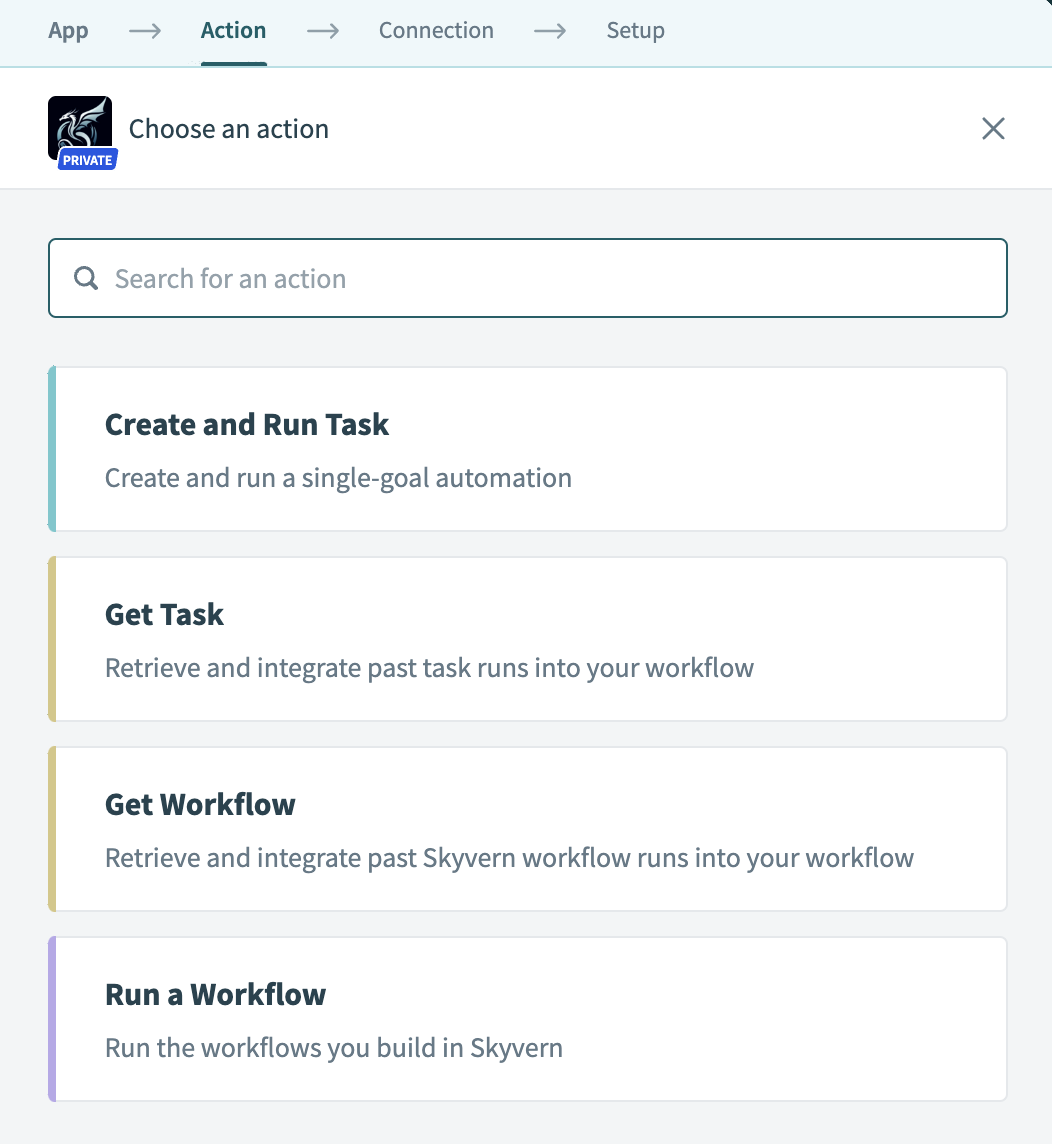 App → Action → Connection → Setup
Choose an action
PRIVATE
Search for an action
Create and Run Task
Create and run a single-goal automation
Get Task
Retrieve and integrate past task runs into your workflow
Get Workflow
Retrieve and integrate past Skyvern workflow runs into your workflow
Run a Workflow
Run the workflows you build in Skyvern